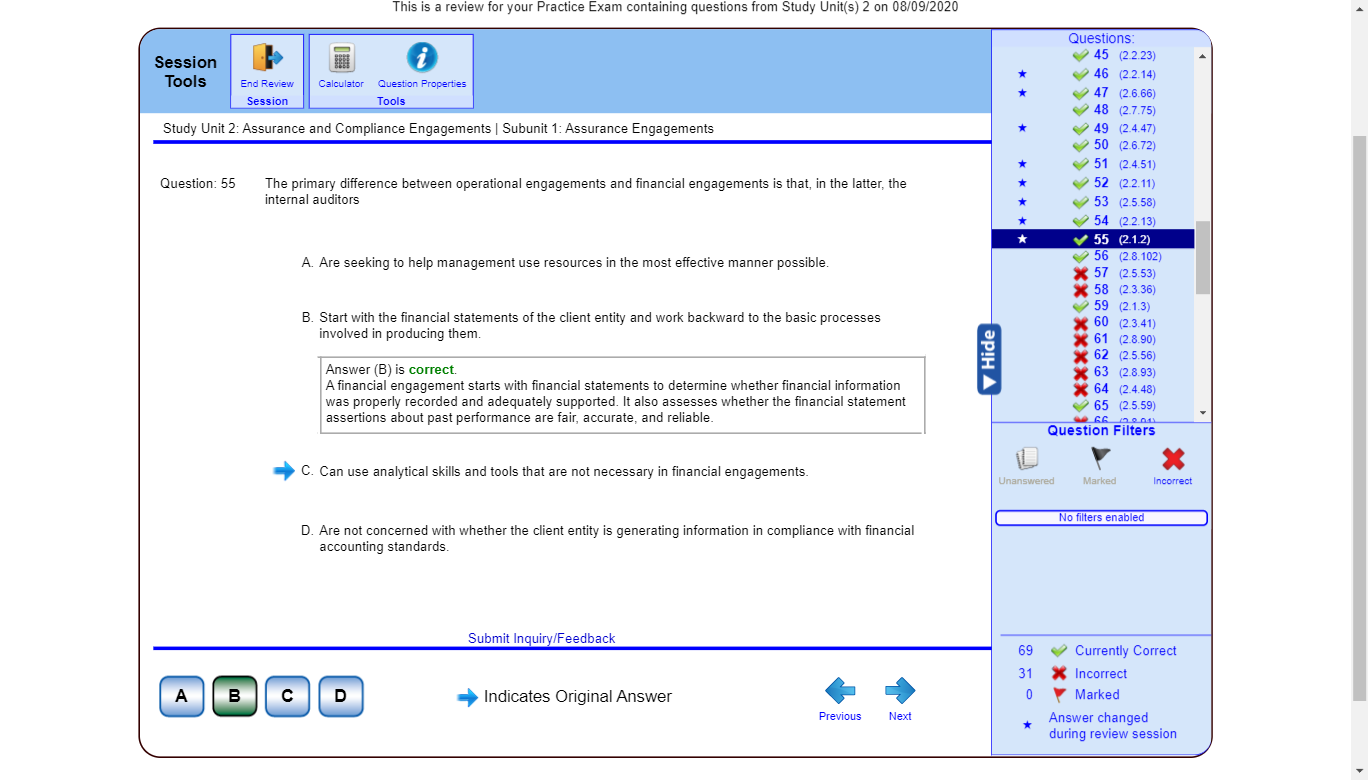 This is a review for your Practice Exam containing questions from Study Unit(s) 2 on 08/09/2020
Session
Tools
End Review
Session
Calculator
Question Properties
Tools
Study Unit 2: Assurance and Compliance Engagements | Subunit 1: Assurance Engagements
Question: 55
The primary difference between operational engagements and financial engagements is that, in the latter, the
internal auditors
A. Are seeking to help management use resources in the most effective manner possible.
B. Start with the financial statements of the client entity and work backward to the basic processes
involved in producing them.
Answer (B) is correct.
A financial engagement starts with financial statements to determine whether financial information
was properly recorded and adequately supported. It also assesses whether the financial statement
assertions about past performance are fair, accurate, and reliable.
C. Can use analytical skills and tools that are not necessary in financial engagements.
D. Are not concerned with whether the client entity is generating information in compliance with financial
accounting standards.
Submit Inquiry/Feedback
A
B
C
D
Indicates Original Answer
Previous
Next
Hide
Questions:
45 (2.2.23)
46 (2.2.14)
47 (2.6.66)
48 (2.7.75)
49 (2.4.47)
50 (2.6.72)
51 (2.4.51)
52 (2.2.11)
53 (2.5.58)
54 (2.2.13)
55 (2.1.2)
56 (2.8.102)
57 (2.5.53)
58 (2.3.36)
59 (2.1.3)
60 (2.3.41)
61 (2.8.90)
62 (2.5.56)
63 (2.8.93)
64 (2.4.48)
65 (2.5.59)
66 (2.8.91)
Question Filters
Unanswered
Marked
Incorrect
No filters enabled
69 Currently Correct
31 Incorrect
0 Marked
Answer changed
during review session